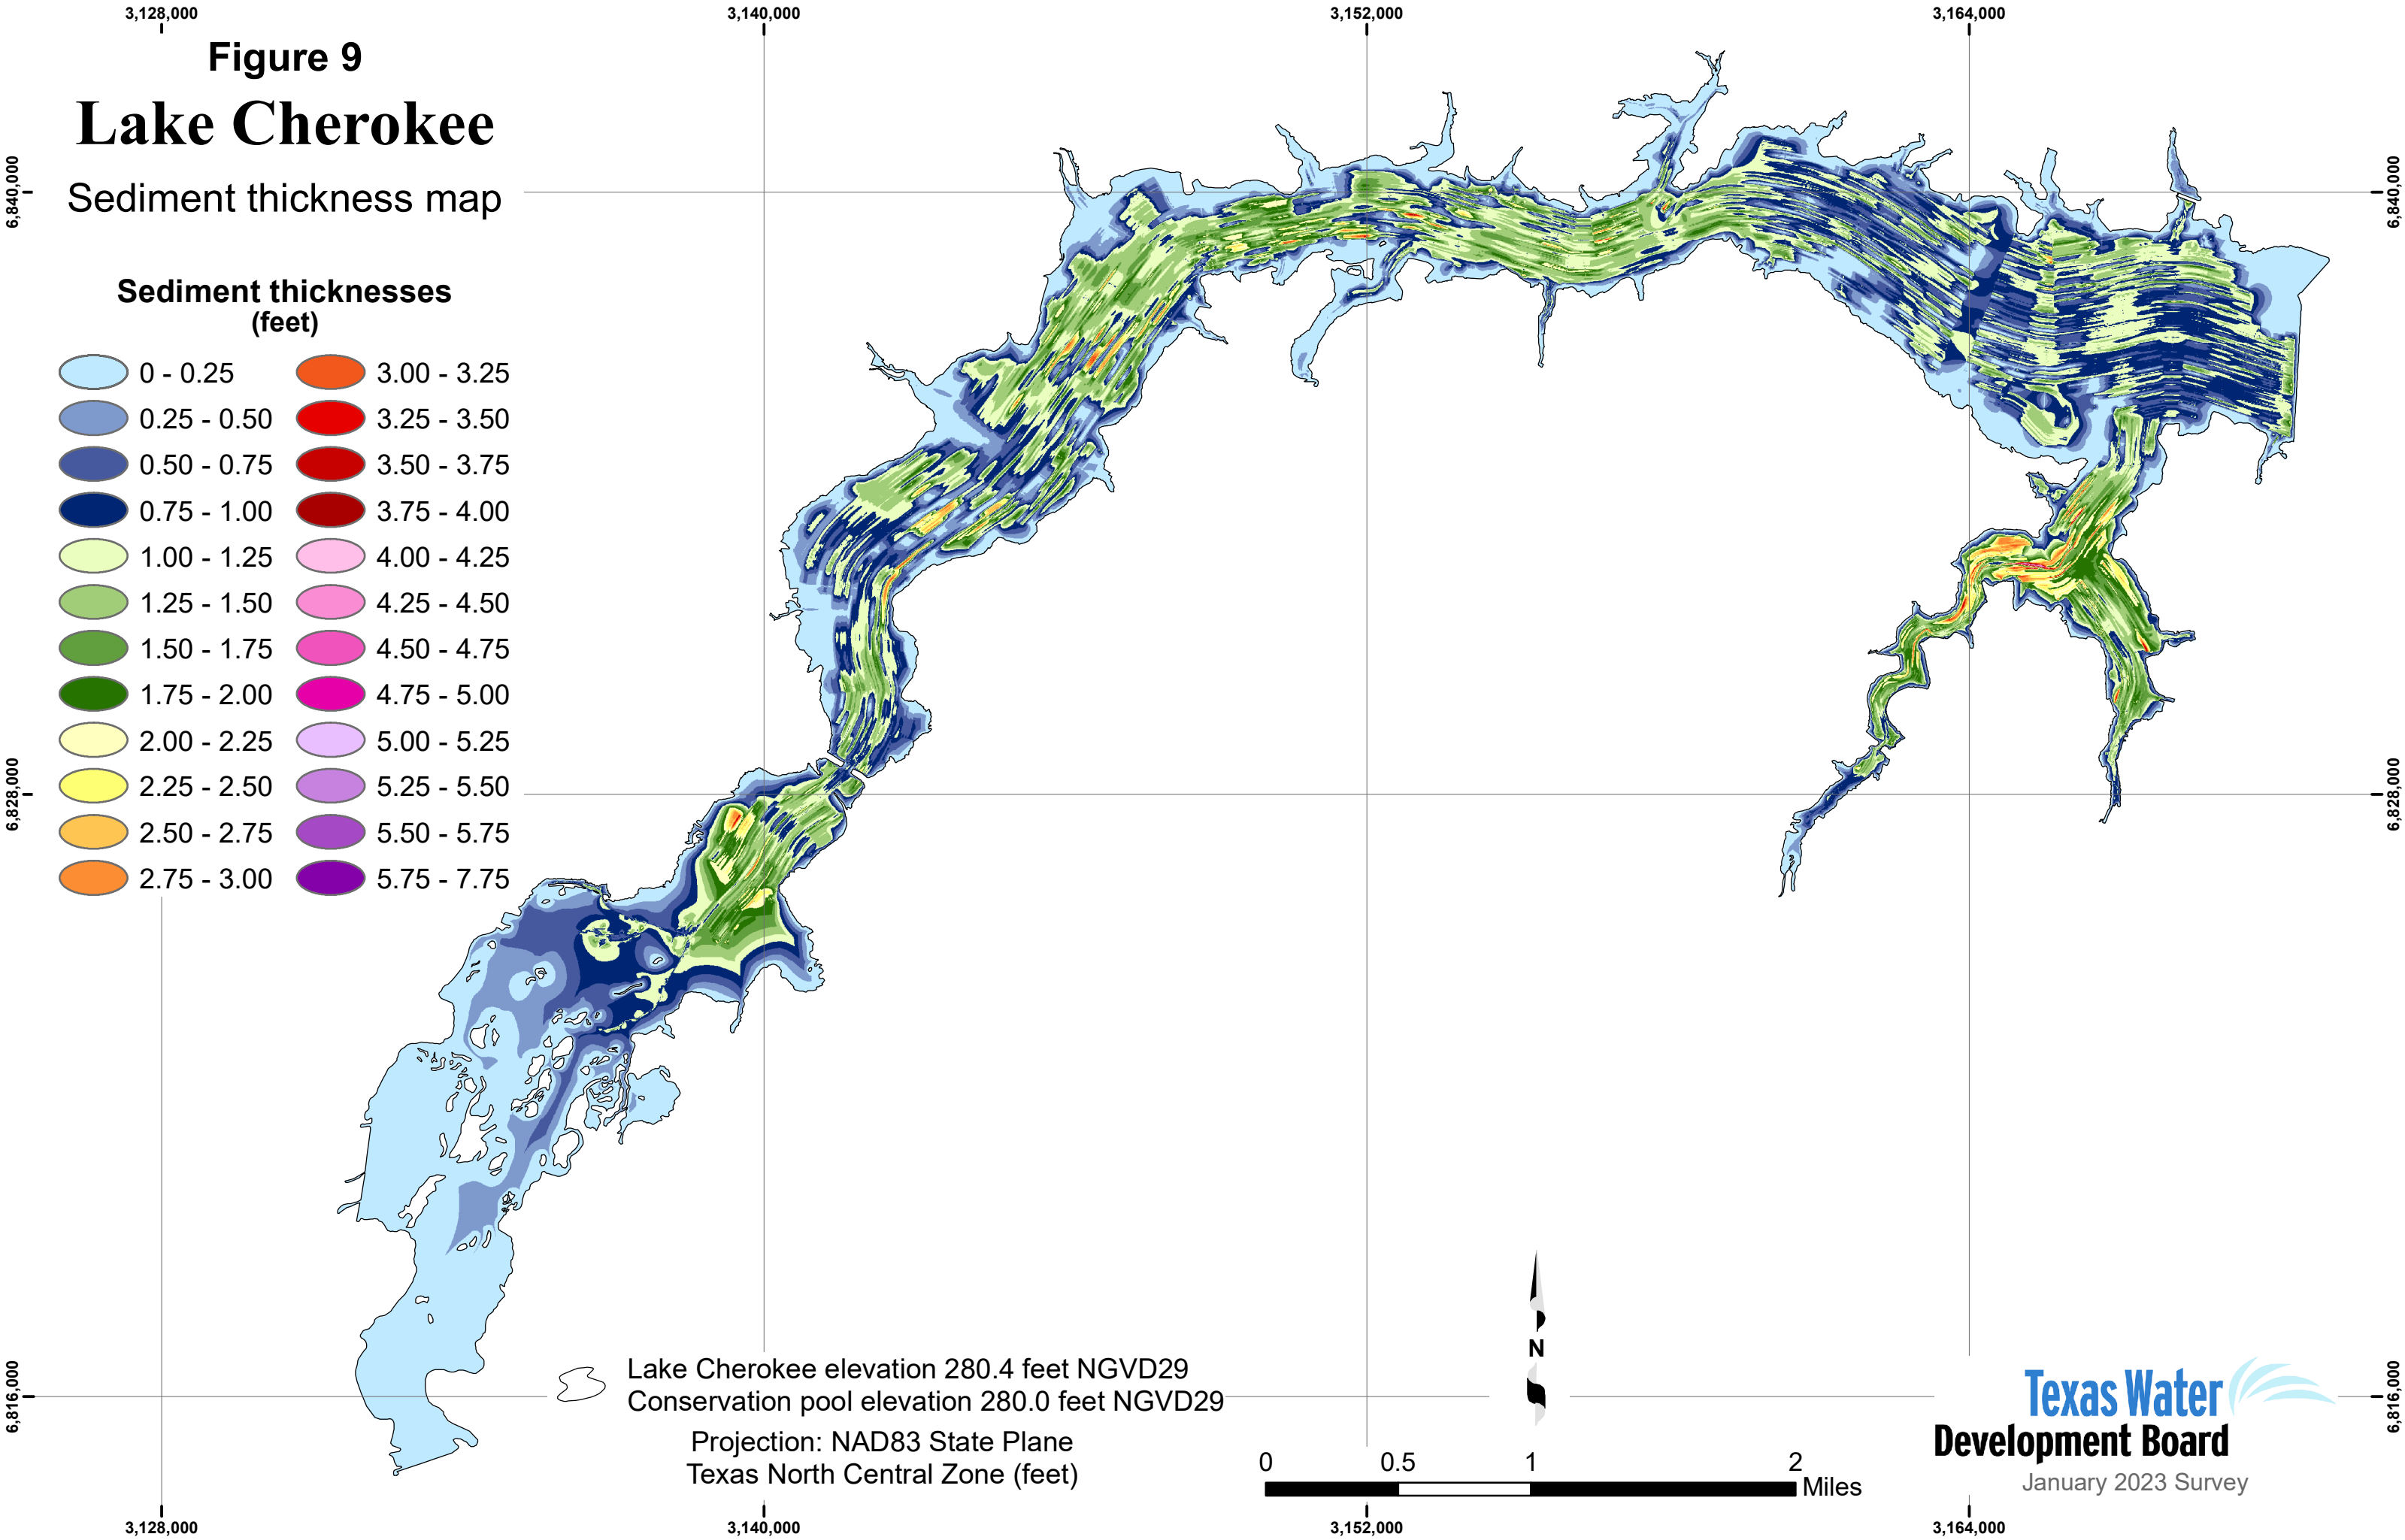 3,128,000
3,140,000
3,152,000
3,164,000
Figure 9
Lake Cherokee
Sediment thickness map
6,840,000
6,840,000
Sediment thicknesses
(feet)
0 - 0.25
0.25 - 0.50
0.50 - 0.75
0.75 - 1.00
1.00 - 1.25
1.25 - 1.50
1.50 - 1.75
1.75 - 2.00
2.00 - 2.25
2.25 - 2.50
2.50 - 2.75
2.75 - 3.00
3.00 - 3.25
3.25 - 3.50
3.50 - 3.75
3.75 - 4.00
4.00 - 4.25
4.25 - 4.50
4.50 - 4.75
4.75 - 5.00
5.00 - 5.25
5.25 - 5.50
5.50 - 5.75
5.75 - 7.75
6,828,000
6,828,000
N
Lake Cherokee elevation 280.4 feet NGVD29
Conservation pool elevation 280.0 feet NGVD29
6,816,000
6,816,000
Projection: NAD83 State Plane
Texas North Central Zone (feet)
0 0.5 1 2
Miles
Texas Water
Development Board
January 2023 Survey
3,128,000
3,140,000
3,152,000
3,164,000